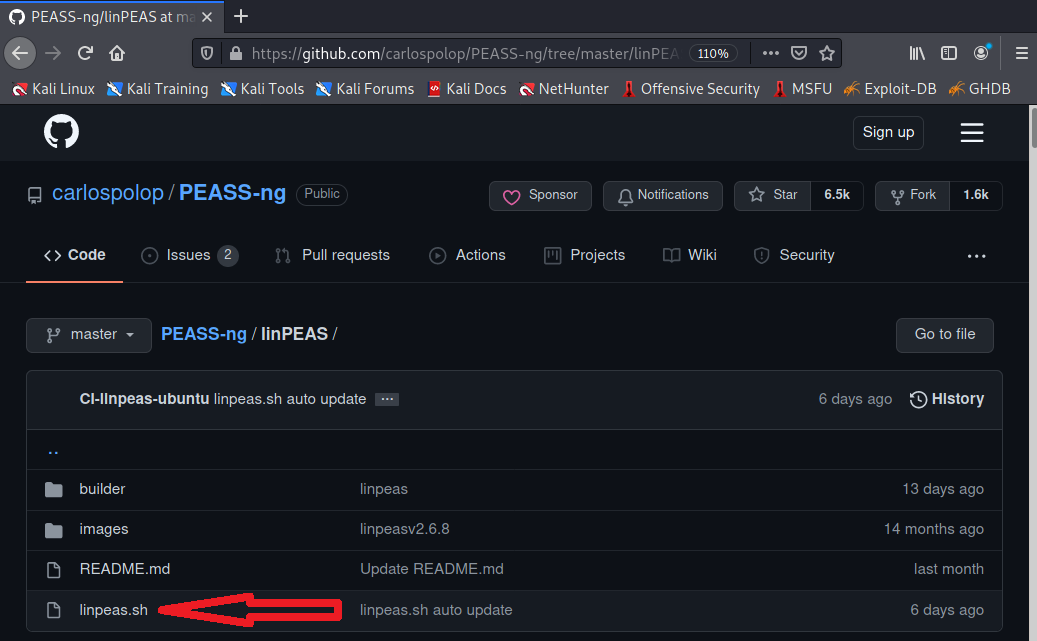 PEASS-ng/linPEAS at ma
https://github.com/carlospolop/PEASS-ng/tree/master/linPEA 110%
Kali Linux Kali Training Kali Tools Kali Forums Kali Docs NetHunter Offensive Security MSFU Exploit-DB GHDB
Sign up
carlospolop / PEASS-ng Public Sponsor Notifications Star 6.5k Fork 1.6k
Code Issues 2 Pull requests Actions Projects Wiki Security ...
master PEASS-ng / linPEAS / Go to file
CI-linpeas-ubuntu linpeas.sh auto update ... 6 days ago History
..
builder linpeas 13 days ago
images linpeasv2.6.8 14 months ago
README.md Update README.md last month
linpeas.sh linpeas.sh auto update 6 days ago